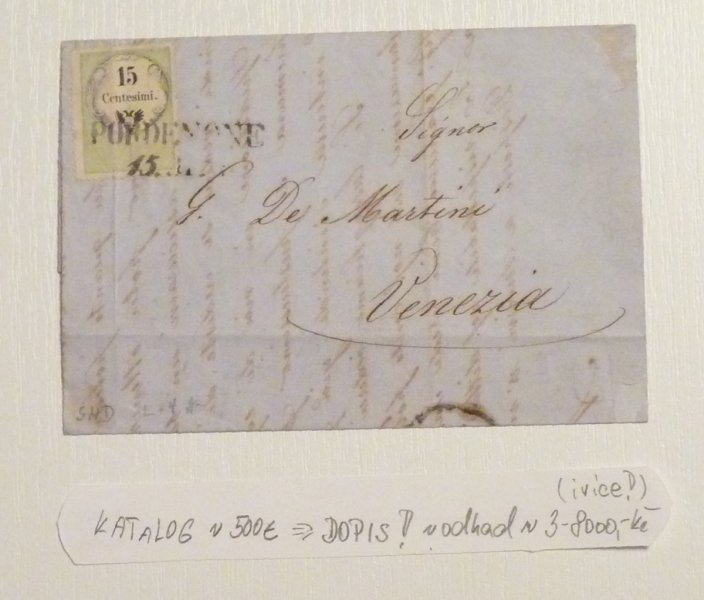 15
Centesimi.
PORDENONE
15.
Signor
G. De Martini
Venezia
(i více!)
KATALOG ~ 500€ ⇒ DOPIS! ~ odhad ~ 3-8000,- Kč